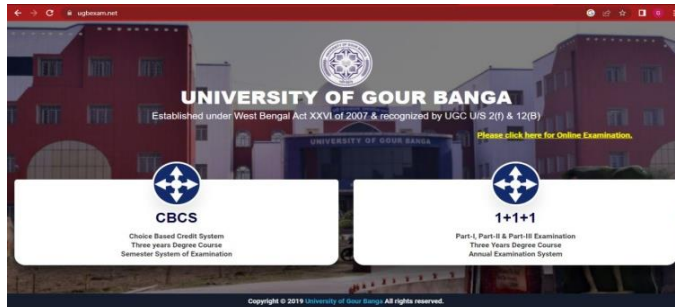 ugbexam.net
UNIVERSITY OF GOUR BANGA
Established under West Bengal Act XXVI of 2007 & recognized by UGC U/S 2(f) & 12(B)
Please click here for Online Examination.
UNIVERSITY OF GOUR BANGA
CBCS
Choice Based Credit System
Three years Degree Course
Semester System of Examination
1+1+1
Part-I, Part-II & Part-III Examination
Three Years Degree Course
Annual Examination System
Copyright © 2019 University of Gour Banga All rights reserved.